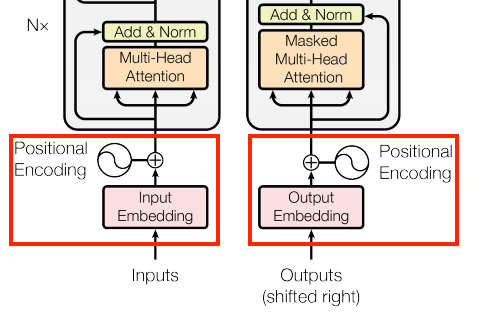 N×
Add & Norm
Multi-Head
Attention
Positional
Encoding
Input
Embedding
Inputs
Add & Norm
Masked
Multi-Head
Attention
Positional
Encoding
Output
Embedding
Outputs
(shifted right)